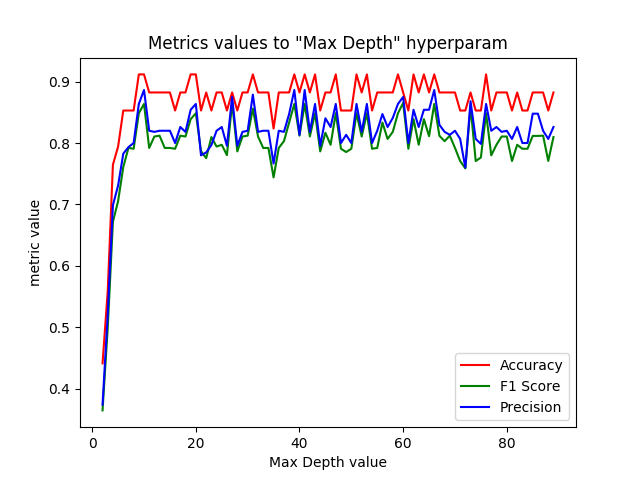 Metrics values to "Max Depth" hyperparam
0.9
0.8
0.7
0.6
0.5
0.4
metric value
0
20
40
60
80
Max Depth value
Accuracy
F1 Score
Precision